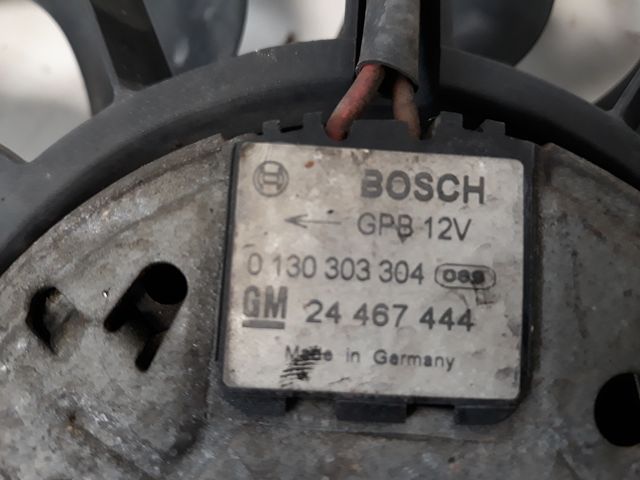 BOSCH
GPB 12V
0 130 303 304
GM 24 467 444
Made in Germany